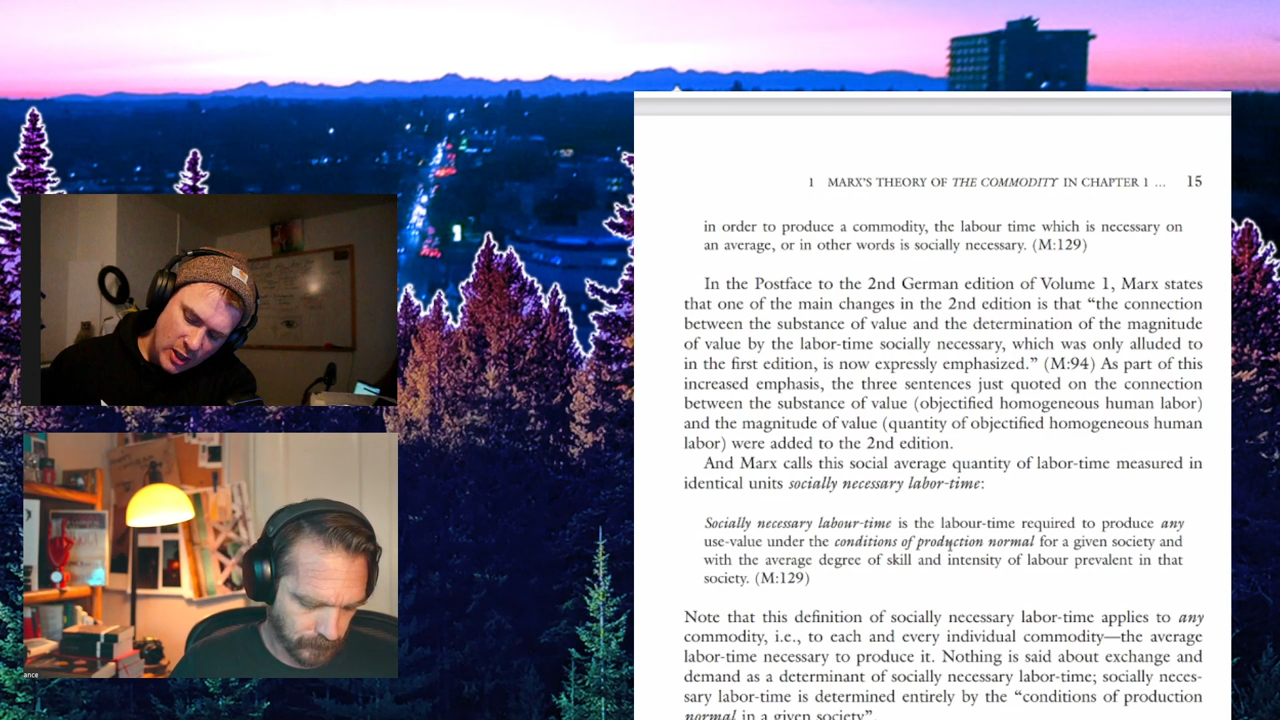 1 MARX'S THEORY OF THE COMMODITY IN CHAPTER 1 ... 15
in order to produce a commodity, the labour time which is necessary on
an average, or in other words is socially necessary. (M:129)
In the Postface to the 2nd German edition of Volume 1, Marx states
that one of the main changes in the 2nd edition is that “the connection
between the substance of value and the determination of the magnitude
of value by the labor-time socially necessary, which was only alluded to
in the first edition, is now expressly emphasized.” (M:94) As part of this
increased emphasis, the three sentences just quoted on the connection
between the substance of value (objectified homogeneous human labor)
and the magnitude of value (quantity of objectified homogeneous human
labor) were added to the 2nd edition.
And Marx calls this social average quantity of labor-time measured in
identical units socially necessary labor-time:
Socially necessary labour-time is the labour-time required to produce any
use-value under the conditions of production normal for a given society and
with the average degree of skill and intensity of labour prevalent in that
society. (M:129)
Note that this definition of socially necessary labor-time applies to any
commodity, i.e., to each and every individual commodity—the average
labor-time necessary to produce it. Nothing is said about exchange and
demand as a determinant of socially necessary labor-time; socially neces-
sary labor-time is determined entirely by the “conditions of production
normal in a given society”.
ance